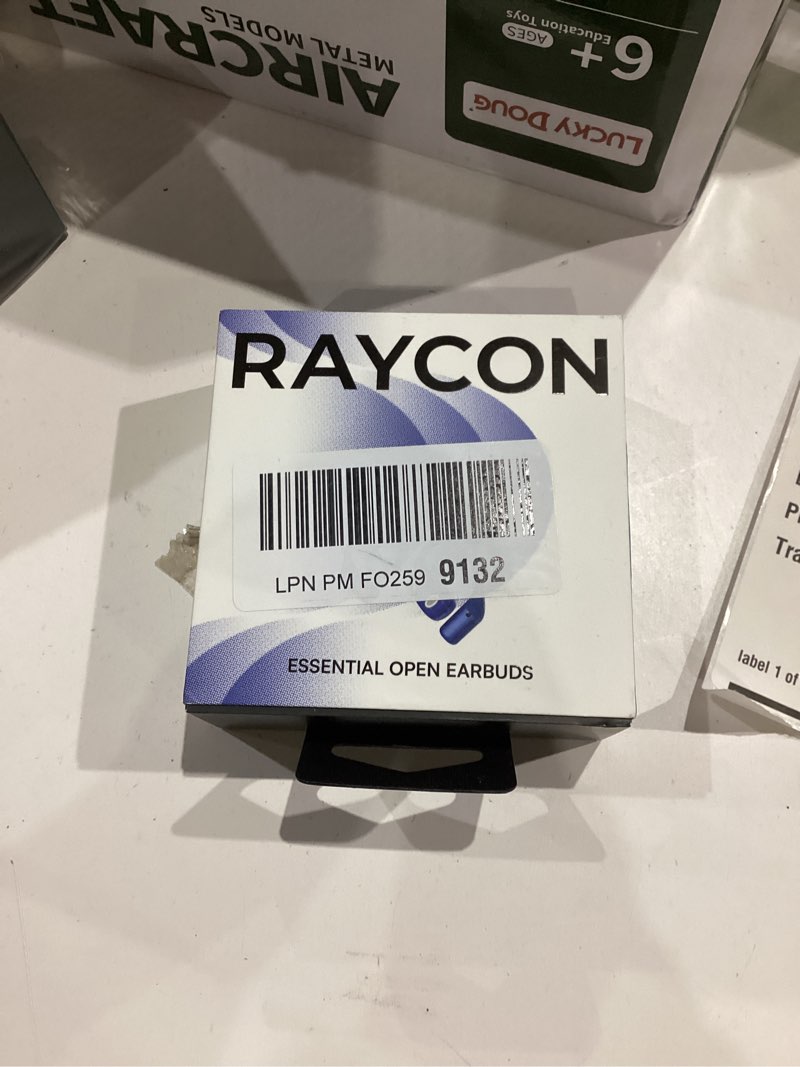 AIRCRAFT
METAL MODELS
6+
AGES
Education Toys
LUCKY DOUG
RAYCON
LPN PM FO259 9132
ESSENTIAL OPEN EARBUDS
label 1 of